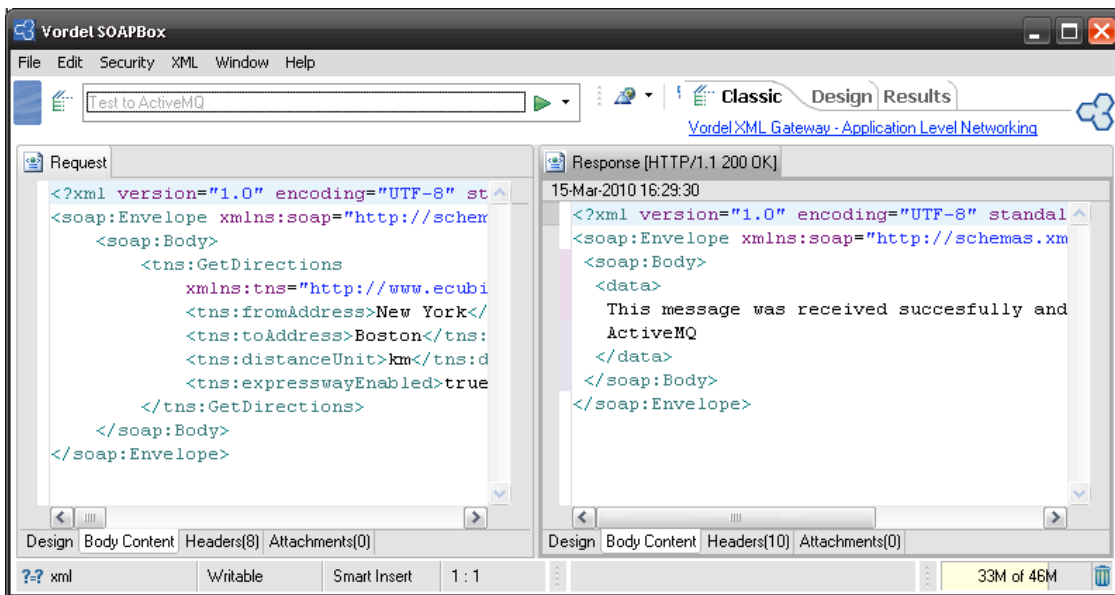 Vordel SOAPBox
File Edit Security XML Window Help
Test to ActiveMQ
Classic Design Results
Vordel XML Gateway - Application Level Networking
Request
<?xml version="1.0" encoding="UTF-8" st
<soap:Envelope xmlns:soap="http://schem
<soap:Body>
<tns:GetDirections
xmlns:tns="http://www.ecubi
<tns:fromAddress>New York</
<tns:toAddress>Boston</tns:
<tns:distanceUnit>km</tns:d
<tns:expresswayEnabled>true
</tns:GetDirections>
</soap:Body>
</soap:Envelope>
Design Body Content Headers(8) Attachments(0)
Response [HTTP/1.1 200 OK]
15-Mar-2010 16:29:30
<?xml version="1.0" encoding="UTF-8" standal
<soap:Envelope xmlns:soap="http://schemas.xm
<soap:Body>
<data>
This message was received succesfully and
ActiveMQ
</data>
</soap:Body>
</soap:Envelope>
Design Body Content Headers(10) Attachments(0)
?=? xml Writable Smart Insert 1 : 1 33M of 46M